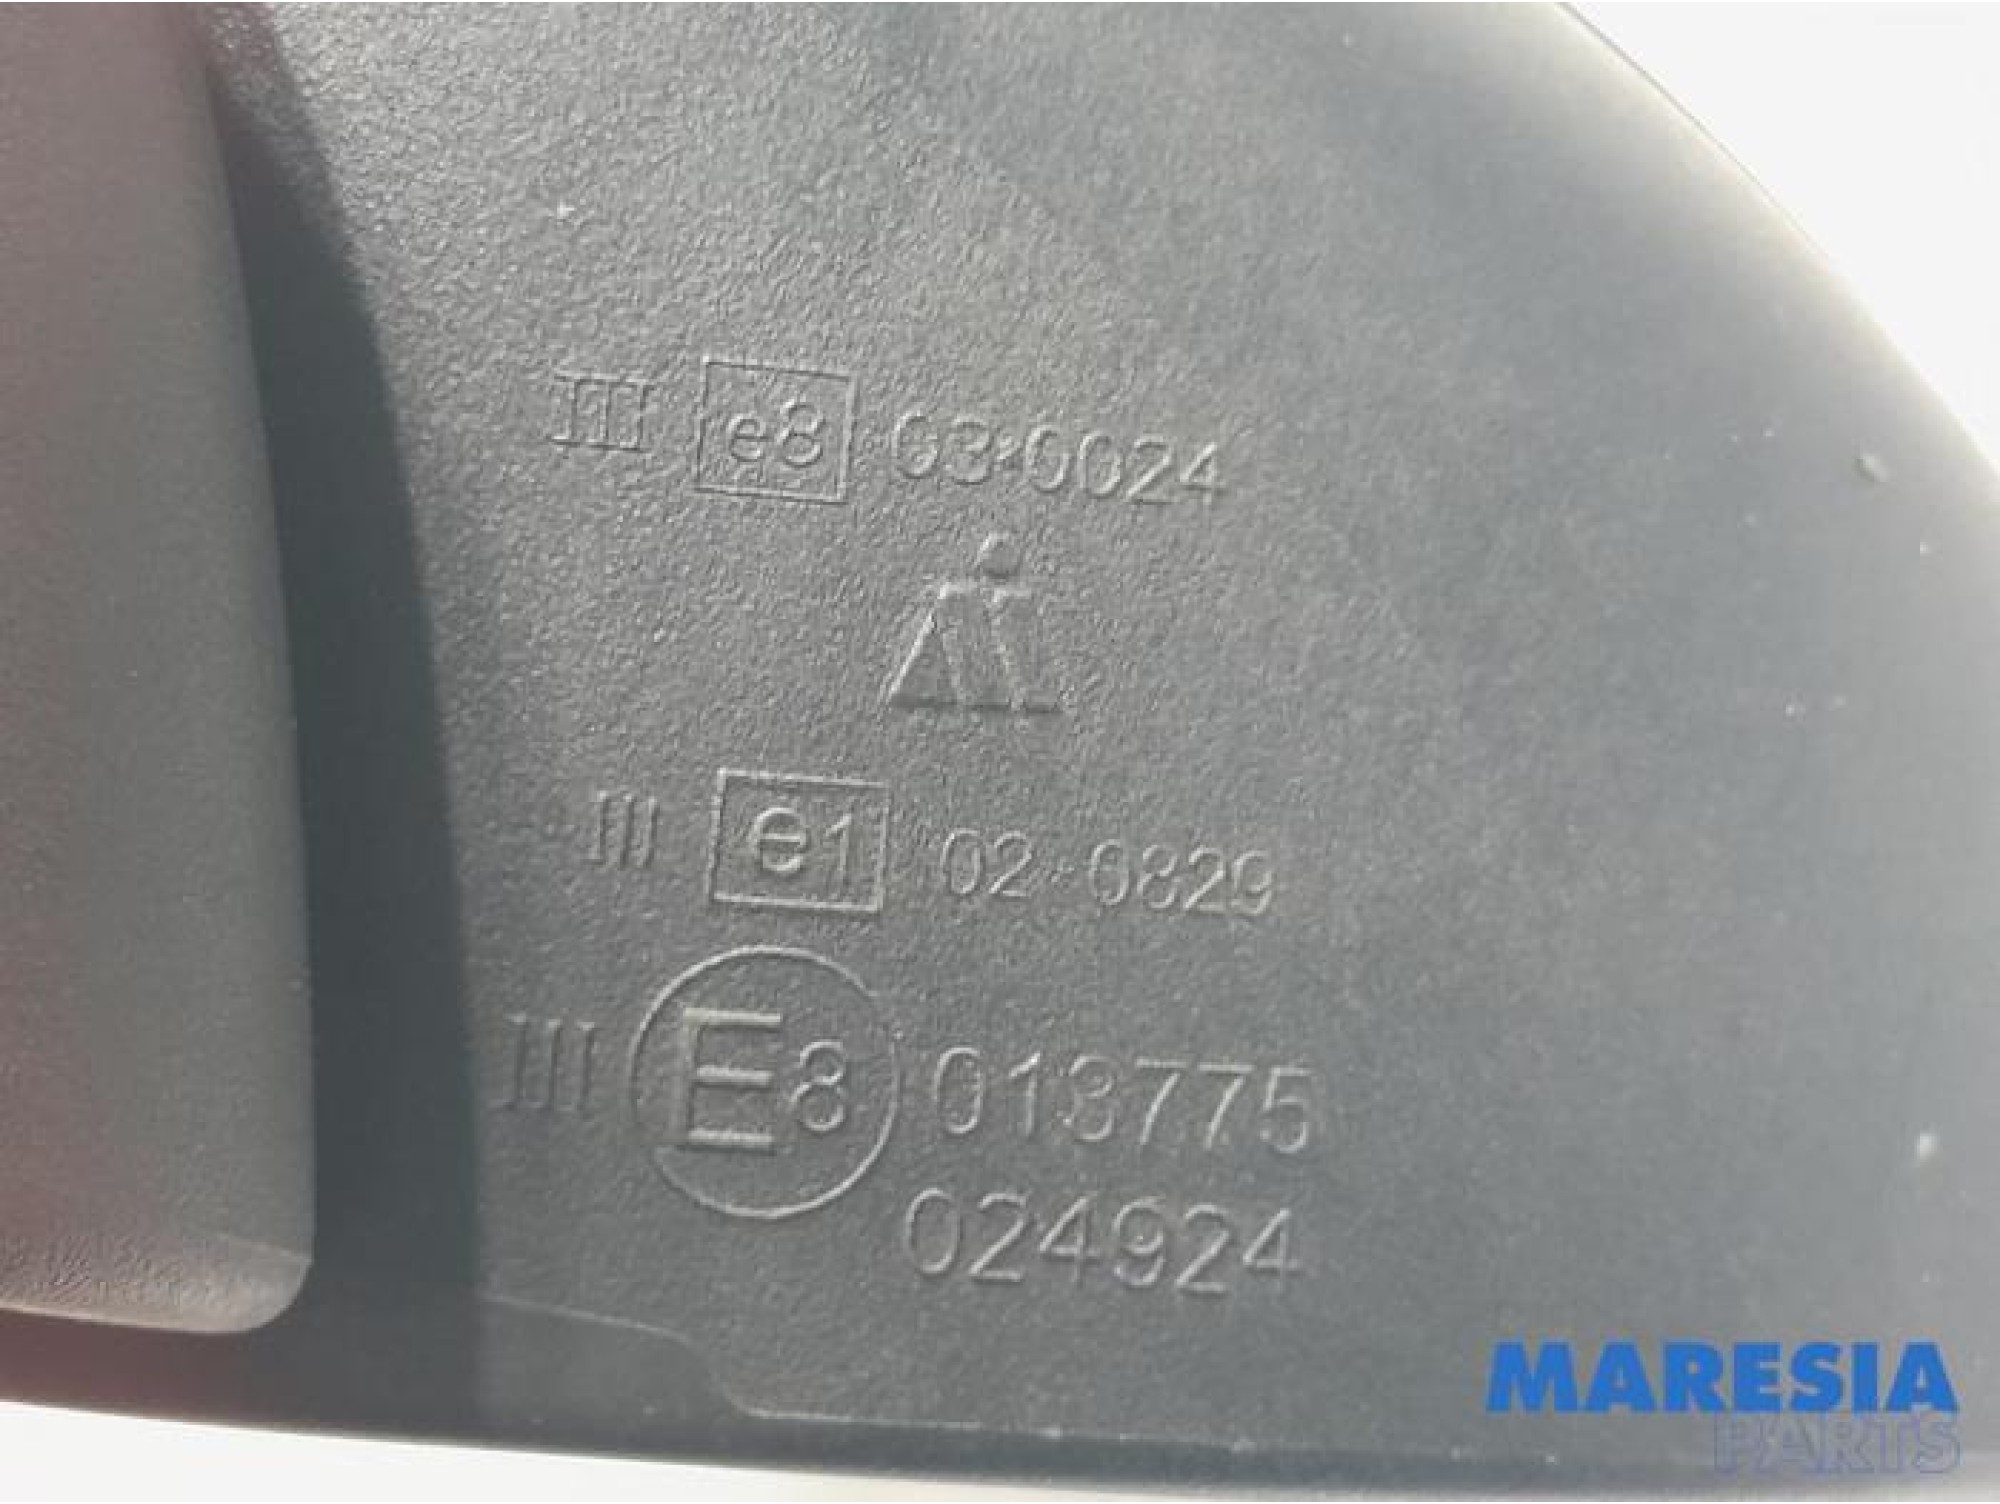 III e8 03*0024
III e1 02*0829
III E8 013775
024924
MARESIA
PARTS